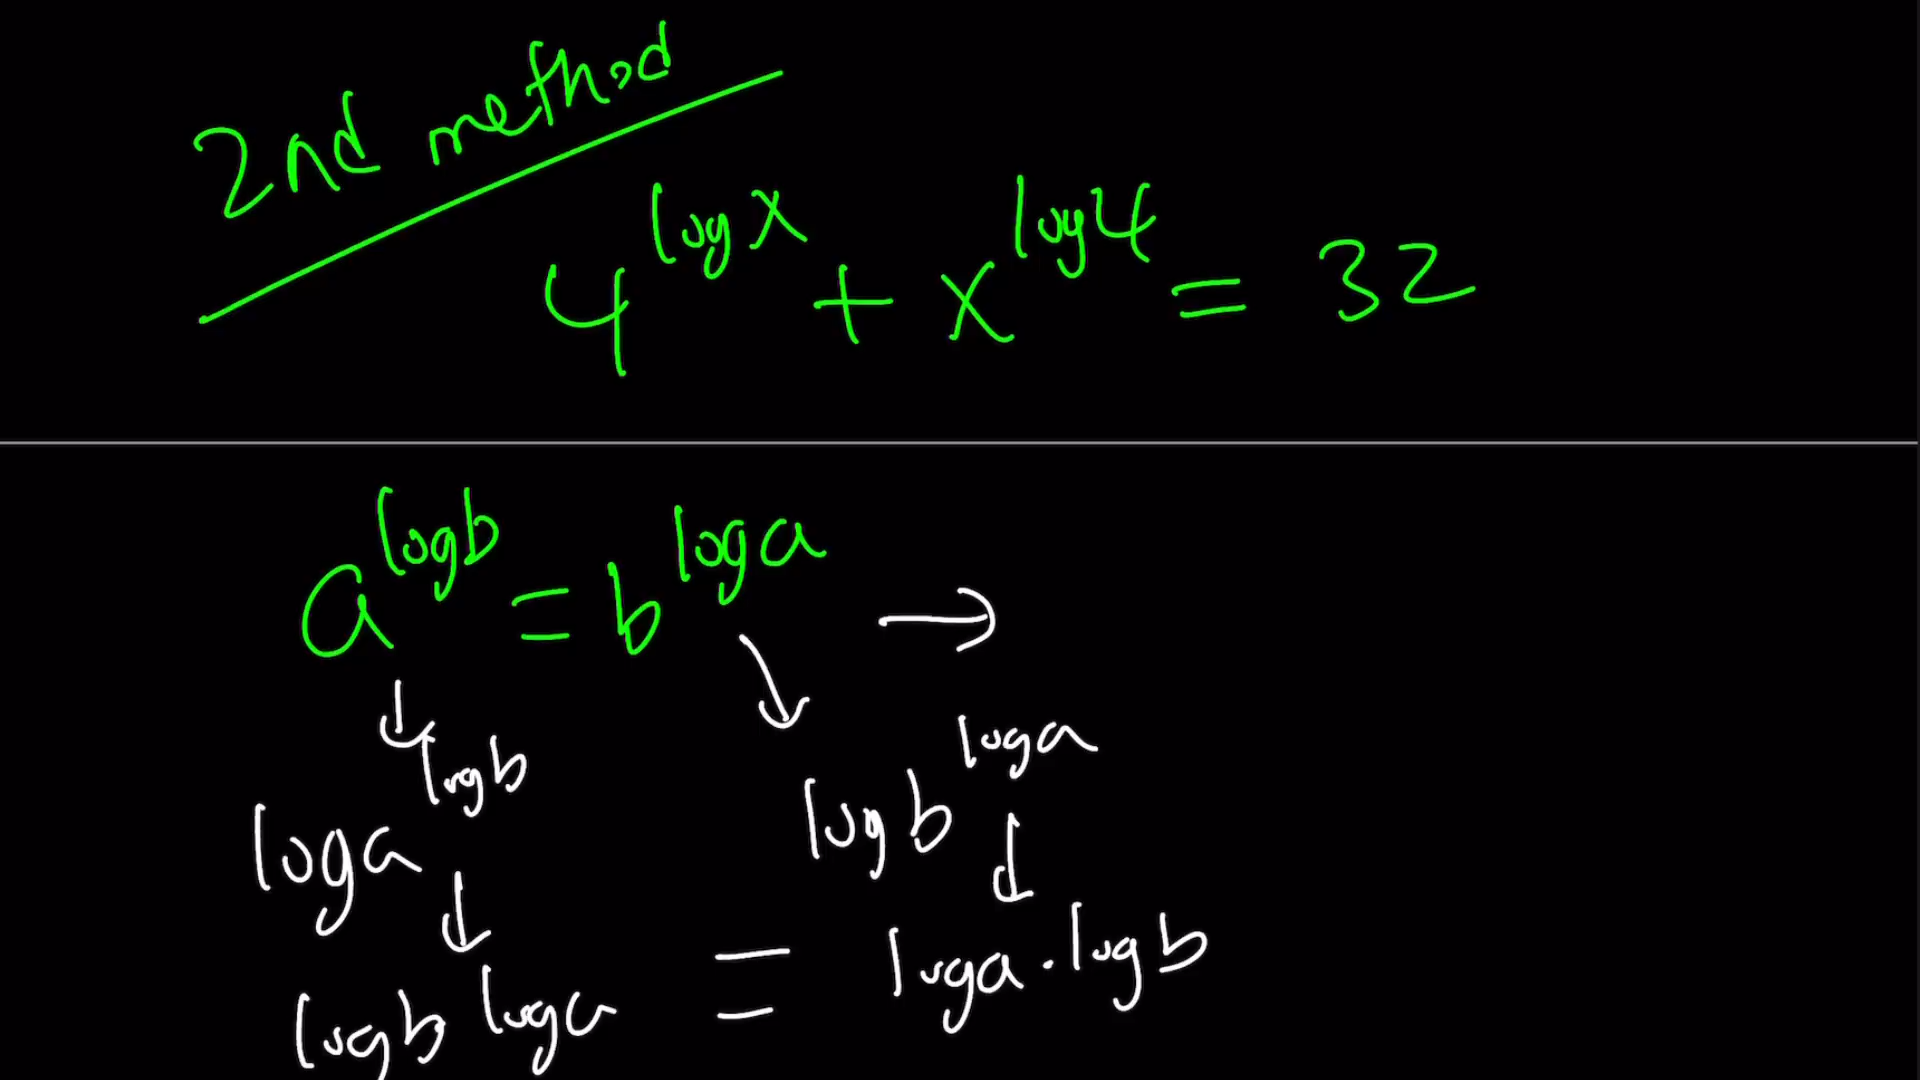 2nd method
4^{log x} + x^{log 4} = 32
a^{log b} = b^{log a} →
↓ ↘
log a^{log b} log b^{log a}
↓ ↓
log b log a = log a · log b